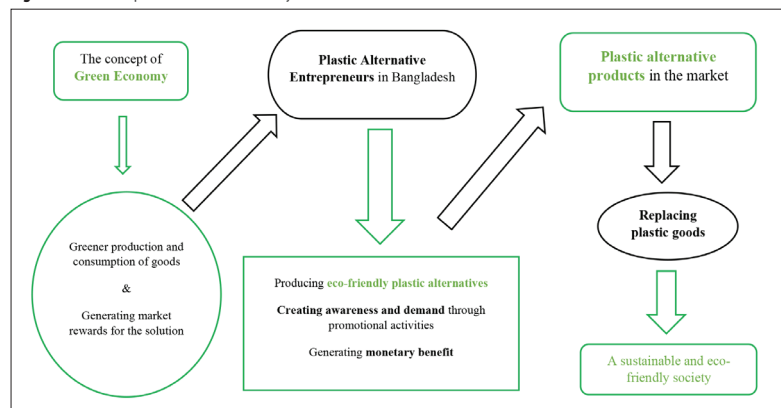 The concept of
Green Economy
Greener production and
consumption of goods
&
Generating market
rewards for the solution
Plastic Alternative
Entrepreneurs in Bangladesh
Producing eco-friendly plastic alternatives
Creating awareness and demand through
promotional activities
Generating monetary benefit
Plastic alternative
products in the market
Replacing
plastic goods
A sustainable and eco-
friendly society